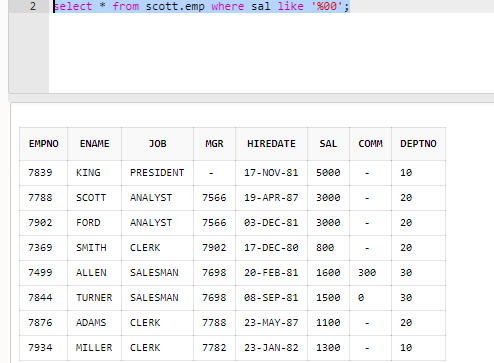 2 select * from scott.emp where sal like '%00';
EMPNO ENAME JOB MGR HIREDATE SAL COMM DEPTNO
7839 KING PRESIDENT - 17-NOV-81 5000 - 10
7788 SCOTT ANALYST 7566 19-APR-87 3000 - 20
7902 FORD ANALYST 7566 03-DEC-81 3000 - 20
7369 SMITH CLERK 7902 17-DEC-80 800 - 20
7499 ALLEN SALESMAN 7698 20-FEB-81 1600 300 30
7844 TURNER SALESMAN 7698 08-SEP-81 1500 0 30
7876 ADAMS CLERK 7788 23-MAY-87 1100 - 20
7934 MILLER CLERK 7782 23-JAN-82 1300 - 10